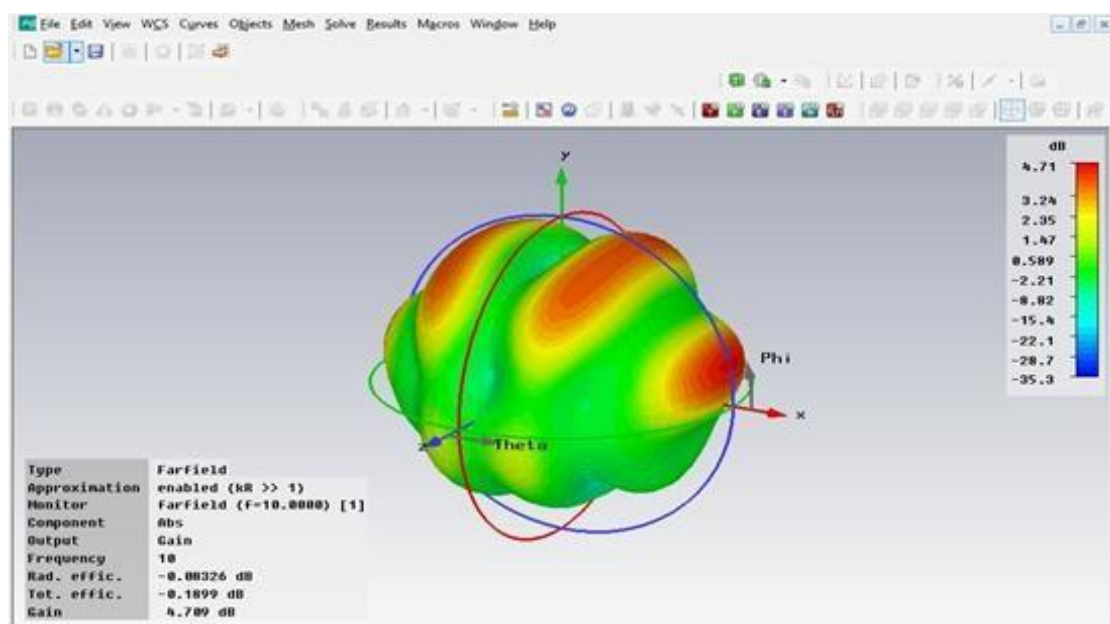 File Edit View WCS Curves Objects Mesh Solve Results Macros Window Help
dB
4.71
3.24
2.35
1.47
0.589
-2.21
-8.82
-15.4
-22.1
-28.7
-35.3
y
Phi
x
z
Theta
Type Farfield
Approximation enabled (kR >> 1)
Monitor Farfield (f=10.0000) [1]
Component Abs
Output Gain
Frequency 10
Rad. effic. -0.08326 dB
Tot. effic. -0.1899 dB
Gain 4.709 dB